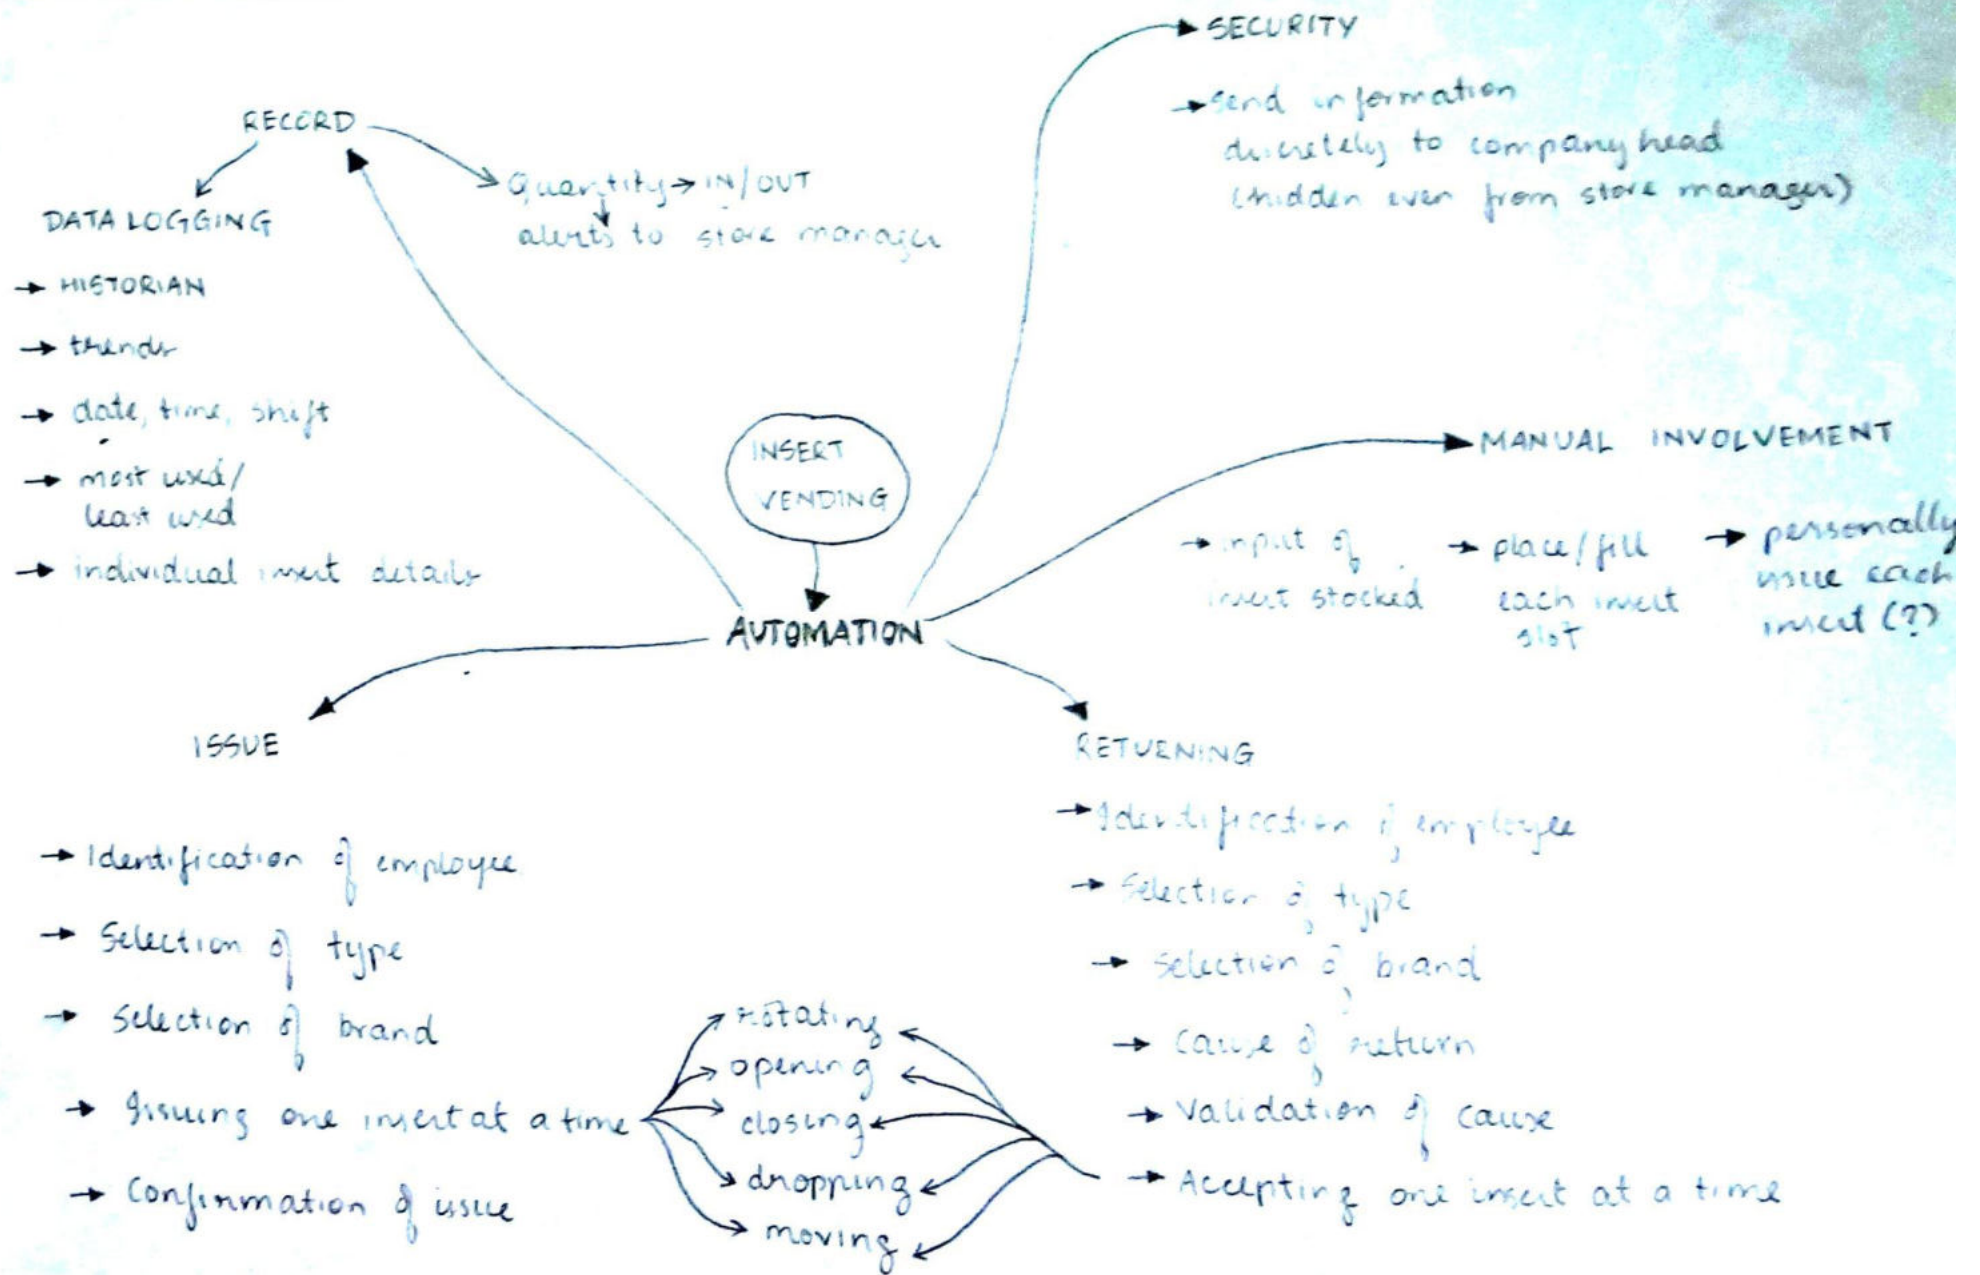 SECURITY
→ Send information
discretely to company head
(hidden even from store manager)
RECORD
Quantity → IN/OUT
alerts to store manager
DATA LOGGING
→ HISTORIAN
→ trends
→ date, time, shift
→ most used/
least used
→ individual insert details
INSERT
VENDING
AUTOMATION
MANUAL INVOLVEMENT
→ input of
insert stocked
→ place/fill
each insert
slot
→ personally
issue each
insert (?)
ISSUE
→ Identification of employee
→ Selection of type
→ Selection of brand
→ Issuing one insert at a time
→ Confirmation of issue
rotating
opening
closing
dropping
moving
RETURNING
→ Identification of employee
→ Selection of type
→ Selection of brand
→ Cause of return
→ Validation of cause
→ Accepting one insert at a time